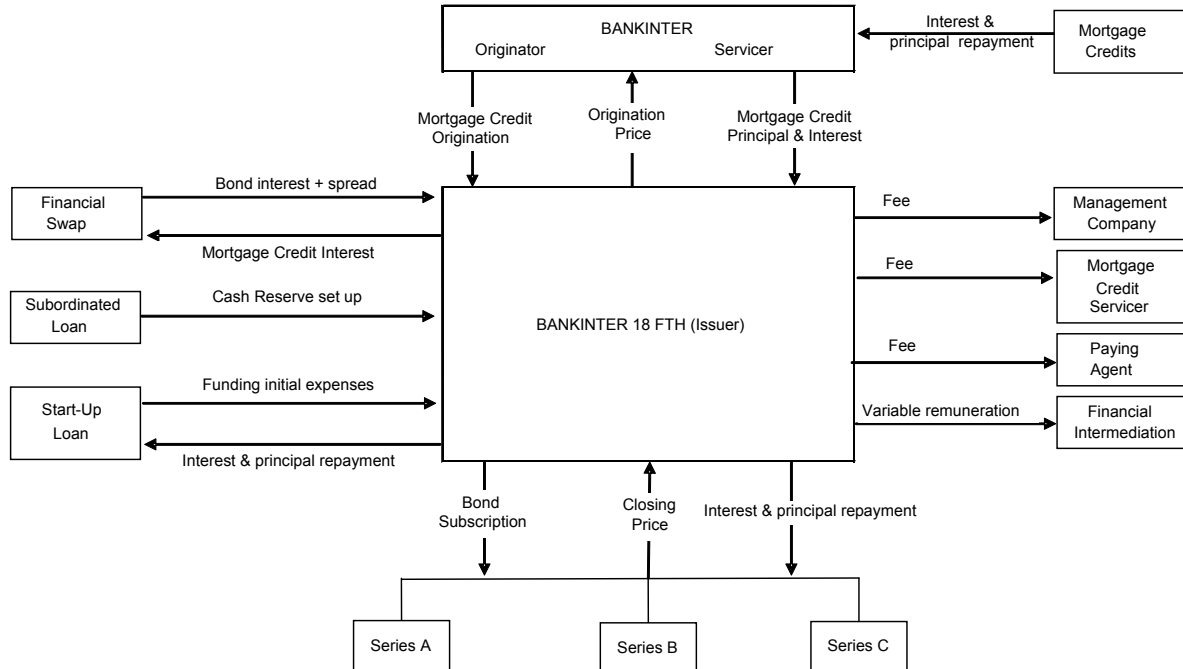 BANKINTER
Originator
Servicer
Interest &
principal repayment
Mortgage
Credits
Mortgage Credit
Origination
Origination
Price
Mortgage Credit
Principal & Interest
Financial
Swap
Bond interest + spread
Mortgage Credit Interest
Subordinated
Loan
Cash Reserve set up
Start-Up
Loan
Funding initial expenses
Interest & principal repayment
BANKINTER 18 FTH (Issuer)
Fee
Management
Company
Fee
Mortgage
Credit
Servicer
Fee
Paying
Agent
Variable remuneration
Financial
Intermediation
Bond
Subscription
Closing
Price
Interest & principal repayment
Series A
Series B
Series C